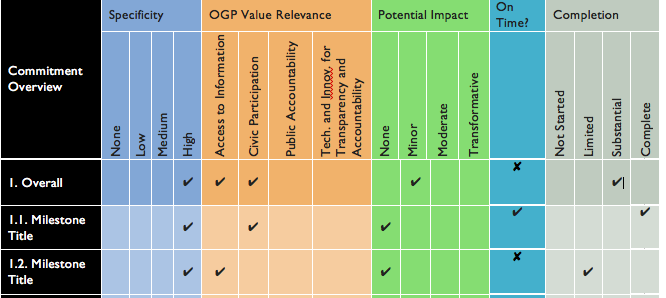 Specificity OGP Value Relevance Potential Impact On Time? Completion
Commitment Overview
None
Low
Medium
High
Access to Information
Civic Participation
Public Accountability
Tech. and Inov. for
Transparency and
Accountability
None
Minor
Moderate
Transformative
Not Started
Limited
Substantial
Complete
1. Overall ✔ ✔ ✔ ✔ ✘ ✔
1.1. Milestone Title ✔ ✔ ✔ ✔ ✔
1.2. Milestone Title ✔ ✔ ✔ ✘ ✔